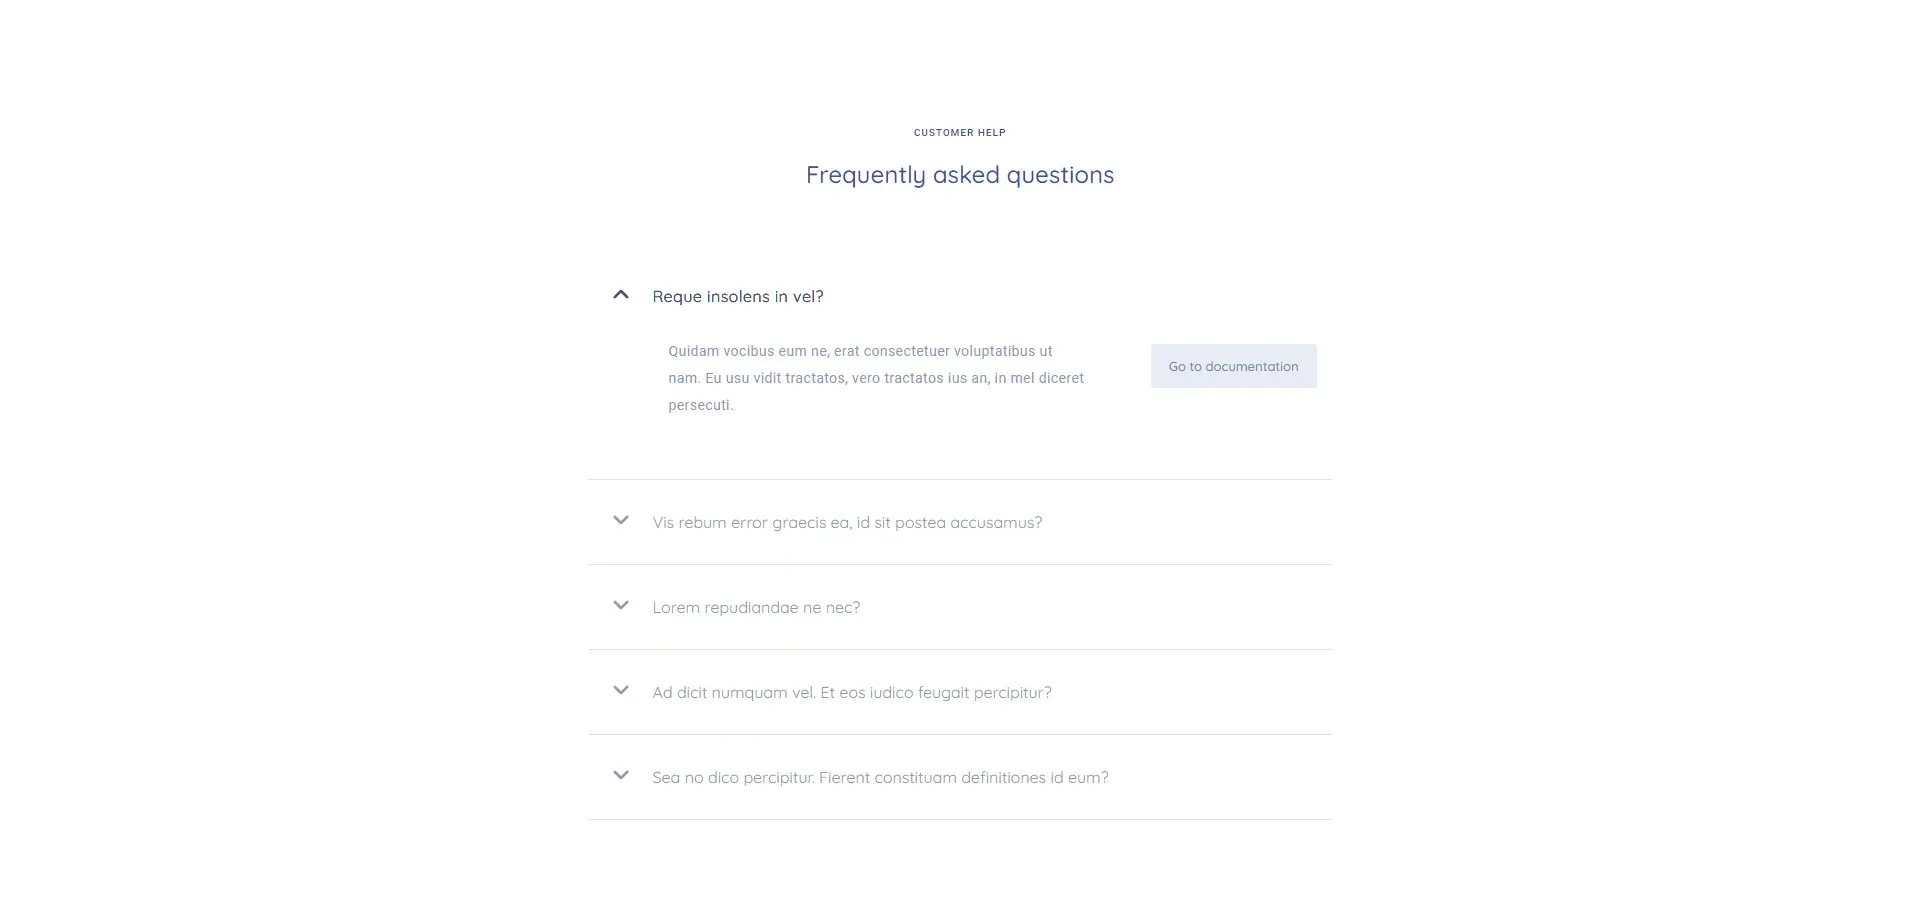 CUSTOMER HELP
Frequently asked questions
Reque insolens in vel?
Quidam vocibus eum ne, erat consectetuer voluptatibus ut
nam. Eu usu vidit tractatos, vero tractatos ius an, in mel diceret
persecuti.
Go to documentation
Vis rebum error graecis ea, id sit postea accusamus?
Lorem repudiandae ne nec?
Ad dicit numquam vel. Et eos iudico feugait percipitur?
Sea no dico percipitur. Fierent constituam definitiones id eum?